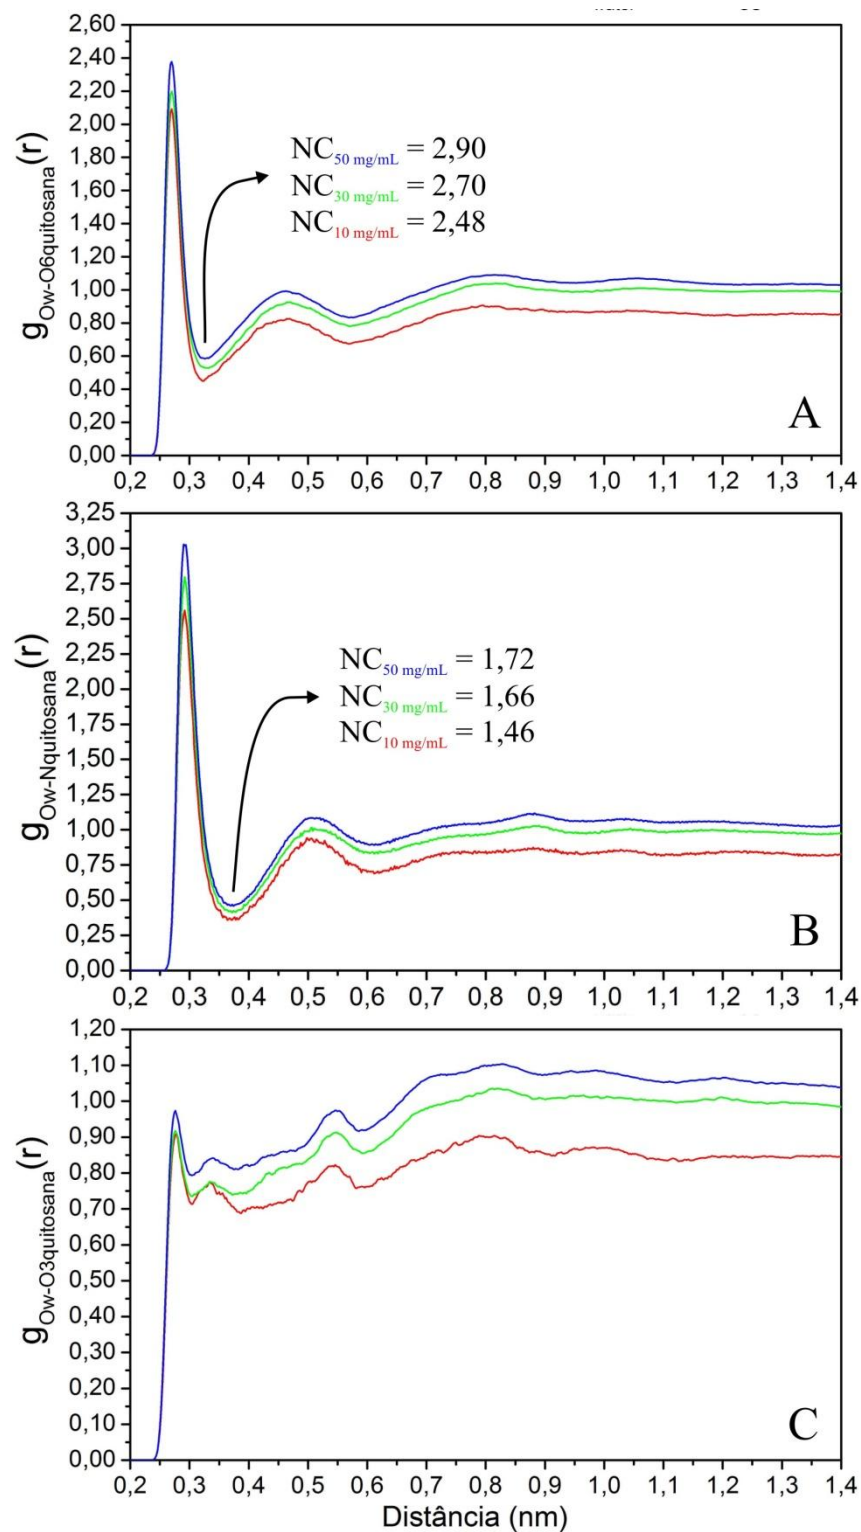 2,60
2,40
2,20
2,00
1,80
1,60
1,40
1,20
1,00
0,80
0,60
0,40
0,20
0,00
gOw-O6quitosana(r)
NC50 mg/mL = 2,90
NC30 mg/mL = 2,70
NC10 mg/mL = 2,48
A
0,2 0,3 0,4 0,5 0,6 0,7 0,8 0,9 1,0 1,1 1,2 1,3 1,4
3,25
3,00
2,75
2,50
2,25
2,00
1,75
1,50
1,25
1,00
0,75
0,50
0,25
0,00
gOw-Nquitosana(r)
NC50 mg/mL = 1,72
NC30 mg/mL = 1,66
NC10 mg/mL = 1,46
B
0,2 0,3 0,4 0,5 0,6 0,7 0,8 0,9 1,0 1,1 1,2 1,3 1,4
1,20
1,10
1,00
0,90
0,80
0,70
0,60
0,50
0,40
0,30
0,20
0,10
0,00
gOw-O3quitosana(r)
C
0,2 0,3 0,4 0,5 0,6 0,7 0,8 0,9 1,0 1,1 1,2 1,3 1,4
Distância (nm)